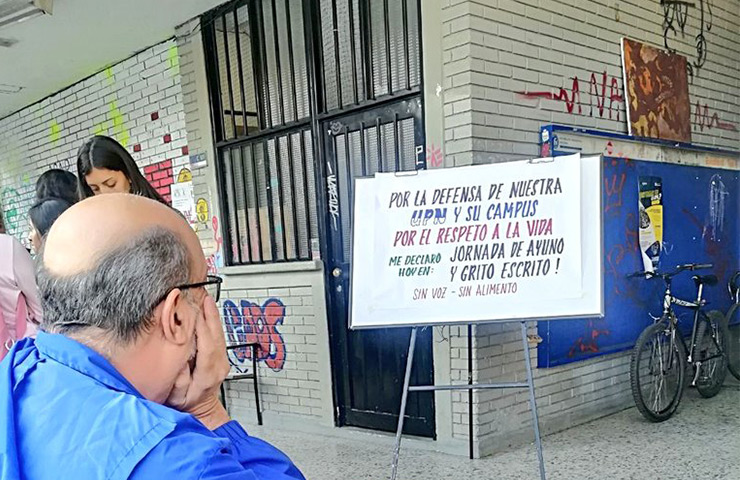 POR LA DEFENSA DE NUESTRA
UPN Y SU CAMPUS
POR EL RESPETO A LA VIDA
ME DECLARO HOY EN: JORNADA DE AYUNO
Y GRITO ESCRITO!
SIN VOZ - SIN ALIMENTO